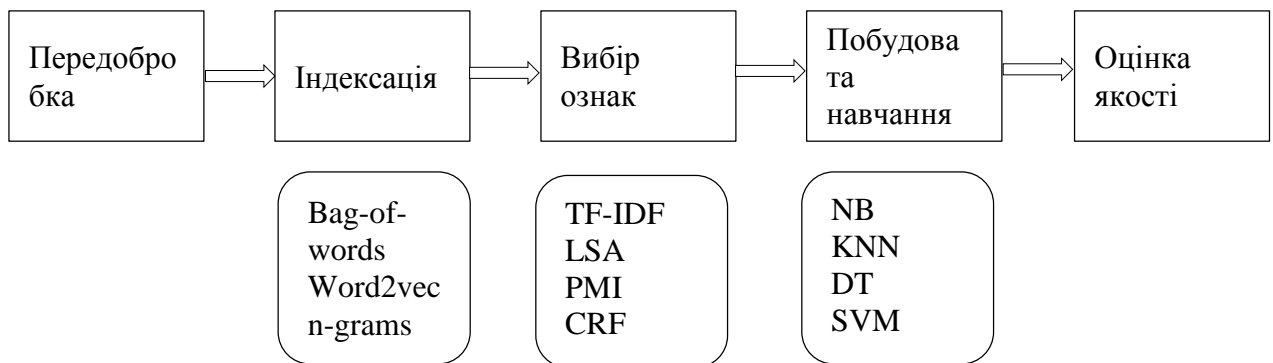 Передобро
бка
Індексація
Вибір
ознак
Побудова
та
навчання
Оцінка
якості
Bag-of-
words
Word2vec
n-grams
TF-IDF
LSA
PMI
CRF
NB
KNN
DT
SVM